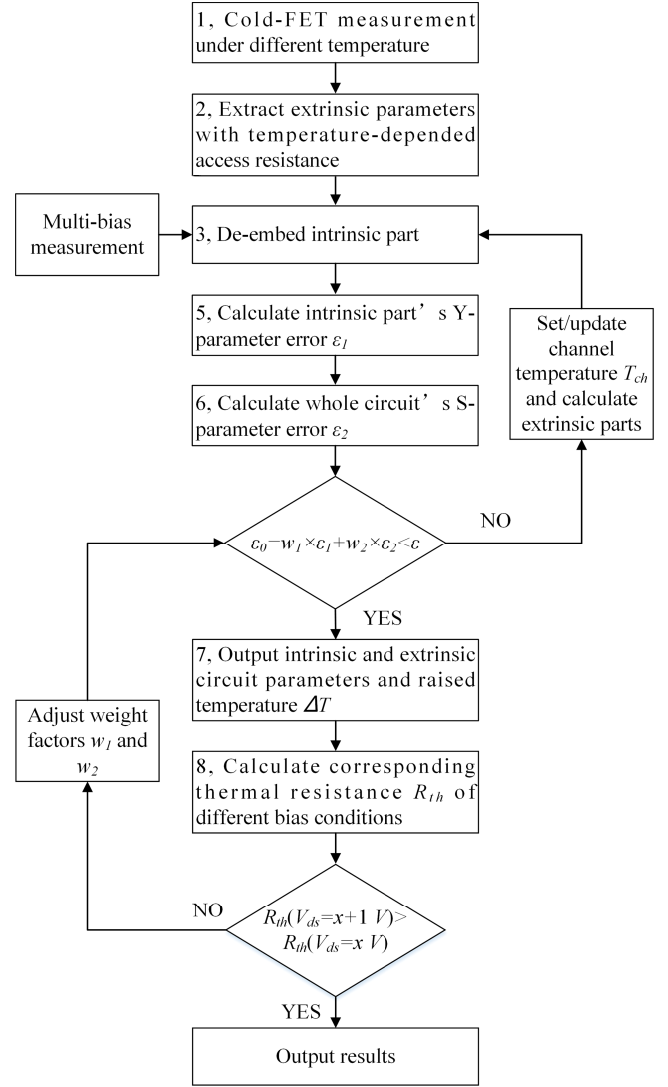 1, Cold-FET measurement
under different temperature
2, Extract extrinsic parameters
with temperature-depended
access resistance
Multi-bias
measurement
3, De-embed intrinsic part
5, Calculate intrinsic part’s Y-
parameter error ε1
Set/update
channel
temperature Tch
and calculate
extrinsic parts
6, Calculate whole circuit’s S-
parameter error ε2
ε0=w1×ε1+w2×ε2<ε
NO
YES
7, Output intrinsic and extrinsic
circuit parameters and raised
temperature ΔT
Adjust weight
factors w1 and
w2
8, Calculate corresponding
thermal resistance Rth of
different bias conditions
NO
Rth(Vds=x+1 V)>
Rth(Vds=x V)
YES
Output results